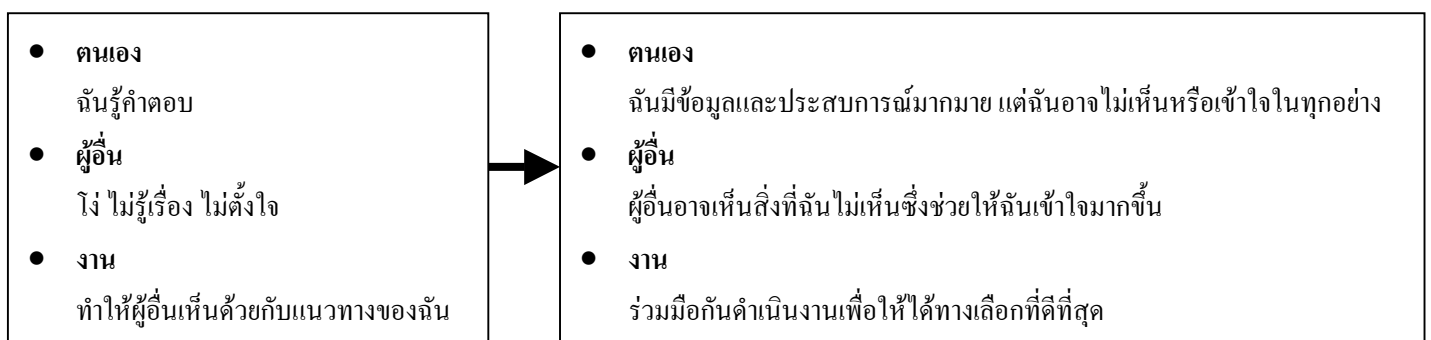 ● ตนเอง
ฉันรู้คำตอบ
● ผู้อื่น
โง่ ไม่รู้เรื่อง ไม่ตั้งใจ
● งาน
ทำให้ผู้อื่นเห็นด้วยกับแนวทางของฉัน
● ตนเอง
ฉันมีข้อมูลและประสบการณ์มากมาย แต่ฉันอาจไม่เห็นหรือเข้าใจในทุกอย่าง
● ผู้อื่น
ผู้อื่นอาจเห็นสิ่งที่ฉันไม่เห็นซึ่งช่วยให้ฉันเข้าใจมากขึ้น
● งาน
ร่วมมือกันดำเนินงานเพื่อให้ได้ทางเลือกที่ดีที่สุด